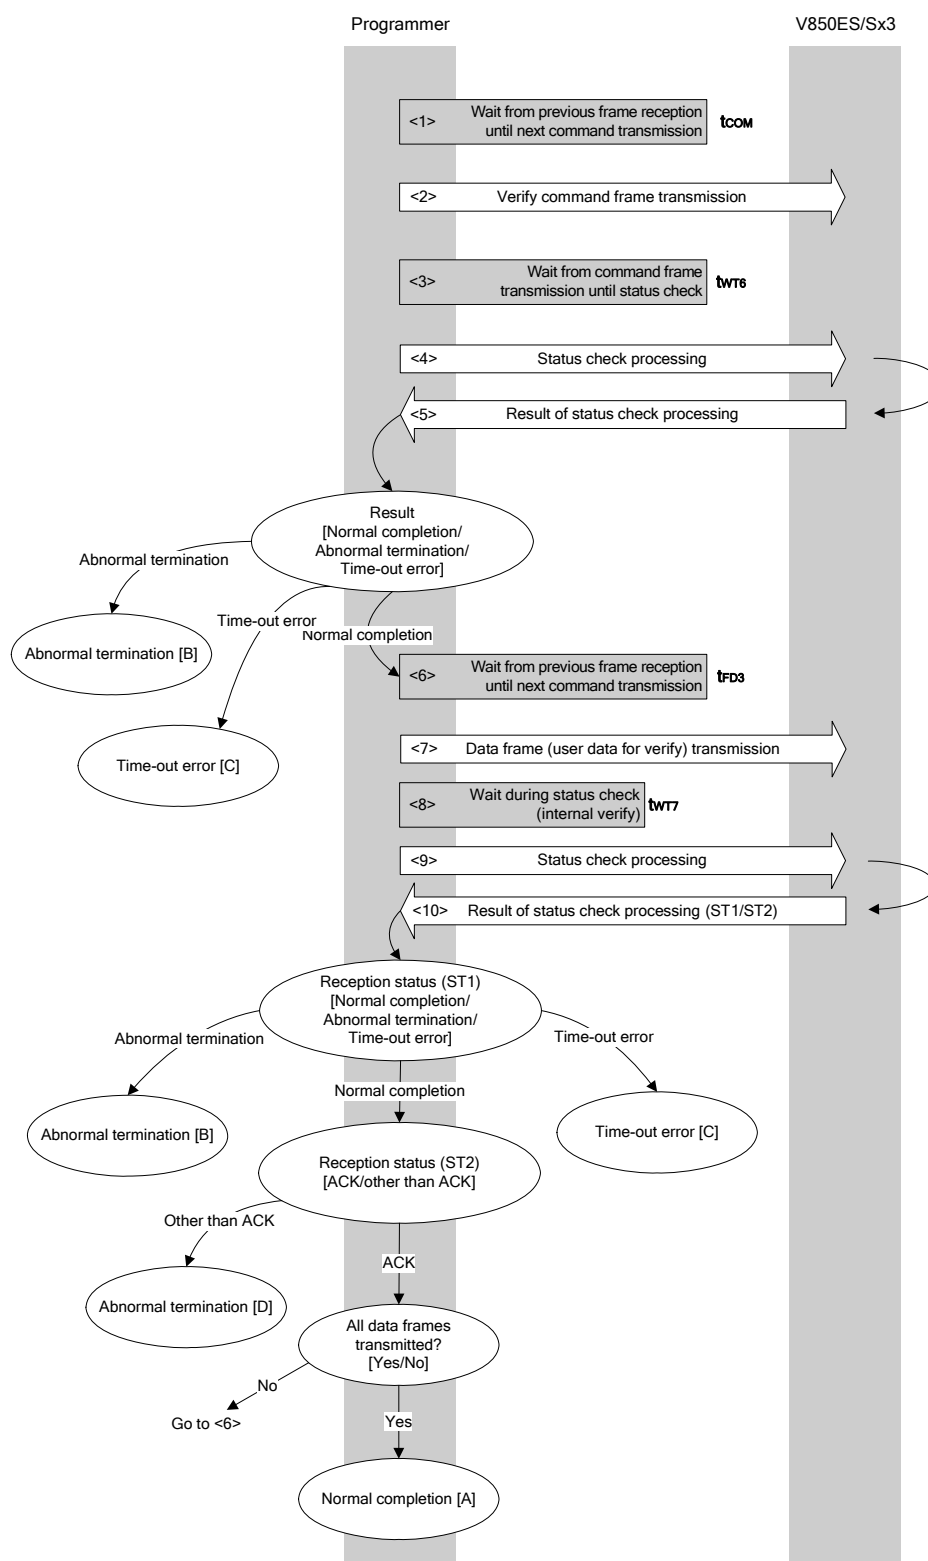 Programmer
V850ES/Sx3
<1>
Wait from previous frame reception
until next command transmission
tCOM
<2>
Verify command frame transmission
<3>
Wait from command frame
transmission until status check
tWT6
<4>
Status check processing
<5>
Result of status check processing
Result
[Normal completion/
Abnormal termination/
Time-out error]
Abnormal termination
Time-out error
Normal completion
Abnormal termination [B]
<6>
Wait from previous frame reception
until next command transmission
tFD3
<7>
Data frame (user data for verify) transmission
Time-out error [C]
<8>
Wait during status check
(internal verify)
tWT7
<9>
Status check processing
<10>
Result of status check processing (ST1/ST2)
Reception status (ST1)
[Normal completion/
Abnormal termination/
Time-out error]
Abnormal termination
Time-out error
Normal completion
Abnormal termination [B]
Time-out error [C]
Reception status (ST2)
[ACK/other than ACK]
Other than ACK
ACK
Abnormal termination [D]
All data frames
transmitted?
[Yes/No]
No
Go to <6>
Yes
Normal completion [A]